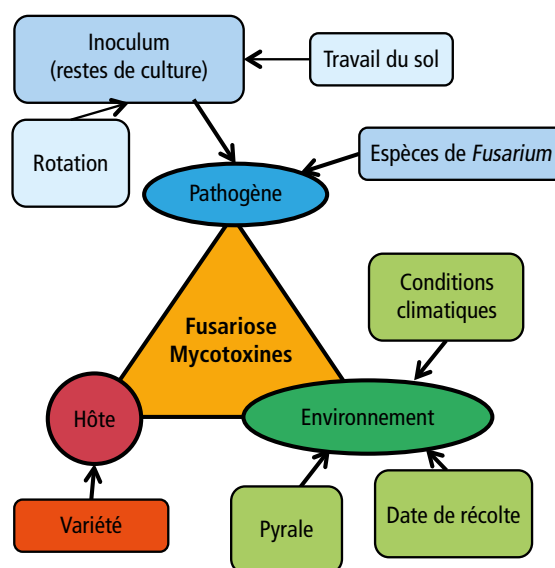 Inoculum
(restes de culture)
Travail du sol
Rotation
Espèces de Fusarium
Pathogène
Conditions
climatiques
Fusariose
Mycotoxines
Hôte
Environnement
Variété
Pyrale
Date de récolte